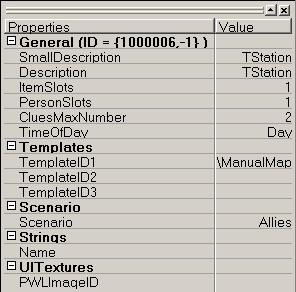 Properties Value
General (ID = {1000006,-1} )
SmallDescription TStation
Description TStation
ItemSlots 1
PersonSlots 1
CluesMaxNumber 2
TimeOfDay Day
Templates
TemplateID1 \ManualMap
TemplateID2
TemplateID3
Scenario
Scenario Allies
Strings
Name
UITextures
PWLImageID